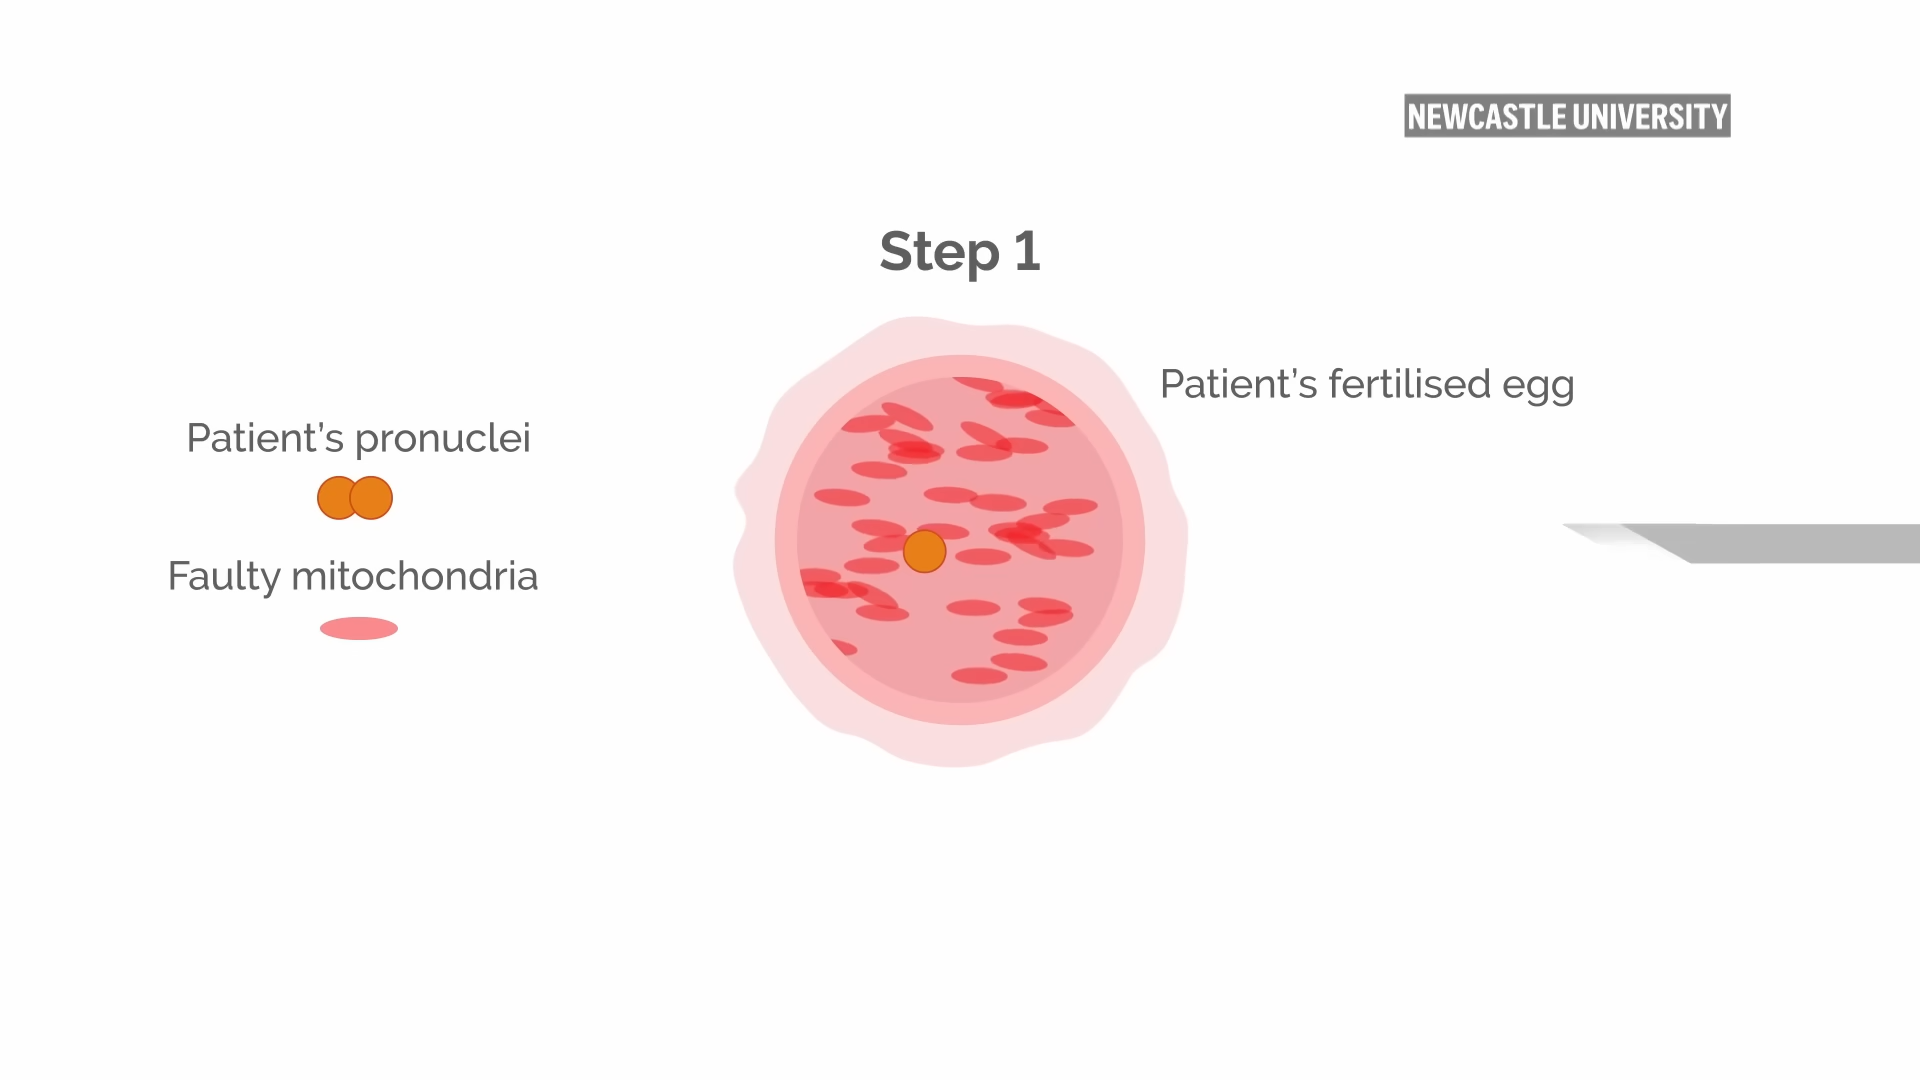 NEWCASTLE UNIVERSITY
Step 1
Patient's fertilised egg
Patient's pronuclei
Faulty mitochondria